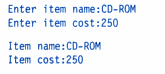 Enter item name:CD-ROM
Enter item cost:250
Item name:CD-ROM
Item cost:250